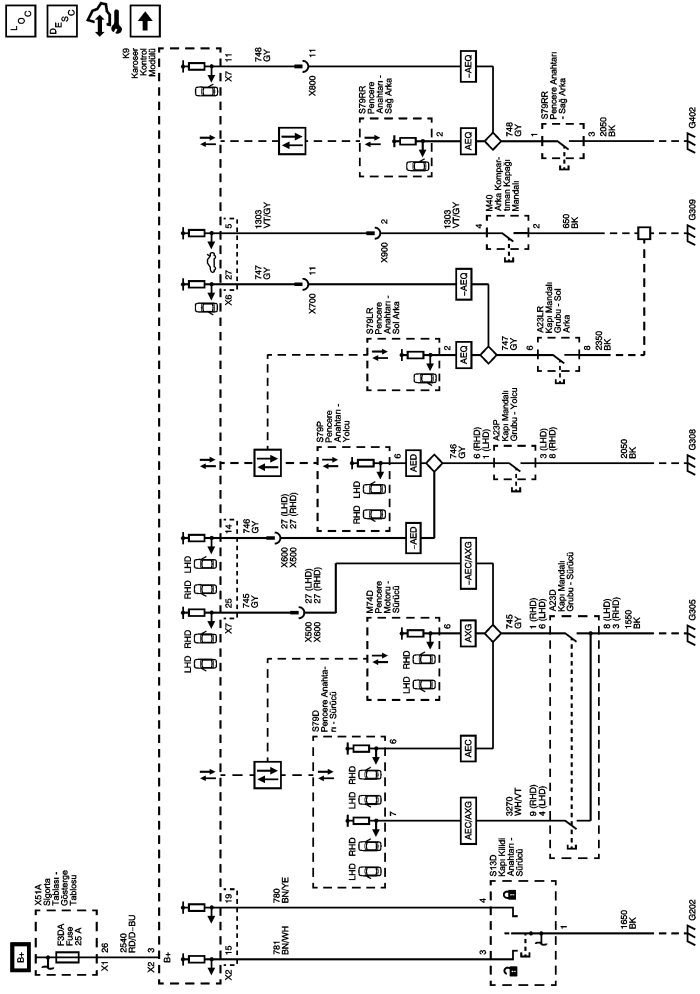 LOC
DESC
B+
X51A
Sigorta
Tablası -
Gösterge
Tablosu
F3DA
Fuse
25 A
X1
26
2540
RD/D-BU
X2
3
B+
K9
Karoser
Kontrol
Modülü
11
X7
748
GY
11
X800
-AEQ
S79RR
Pencere
Anahtarı -
Sağ Arka
2
AEQ
748
GY
1
S79RR
Pencere Anahtarı
- Sağ Arka
3
2050
BK
G402
5
1303
VT/GY
2
X900
1303
VT/GY
4
M40
Arka Kompar-
tıman Kapağı
Mandalı
2
650
BK
G309
27
X6
747
GY
11
X700
-AEQ
S79LR
Pencere
Anahtarı -
Sol Arka
2
AEQ
747
GY
6
A23LR
Kapı Mandalı
Grubu - Sol
Arka
8
2350
BK
S79P
Pencere
Anahtarı -
Yolcu
LHD
RHD
6
AED
746
GY
6 (RHD)
1 (LHD)
A23P
Kapı Mandalı
Grubu - Yolcu
3 (LHD)
8 (RHD)
2050
BK
G308
14
746
GY
27 (LHD)
27 (RHD)
X600
X500
-AED
LHD
RHD
25
X7
745
GY
27 (LHD)
27 (RHD)
X500
X600
-AEC/AXG
RHD
LHD
M74D
Pencere
Motoru -
Sürücü
RHD
LHD
6
AXG
745
GY
1 (RHD)
6 (LHD)
A23D
Kapı Mandalı
Grubu - Sürücü
8 (LHD)
3 (RHD)
1550
BK
G305
S79D
Pencere Anahta-
rı - Sürücü
RHD
LHD
6
AEC
RHD
LHD
7
AEC/AXG
3270
WH/VT
9 (RHD)
4 (LHD)
19
780
BN/YE
4
S13D
Kapı Kilidi
Anahtarı -
Sürücü
15
X2
781
BN/WH
3
1
1650
BK
G202